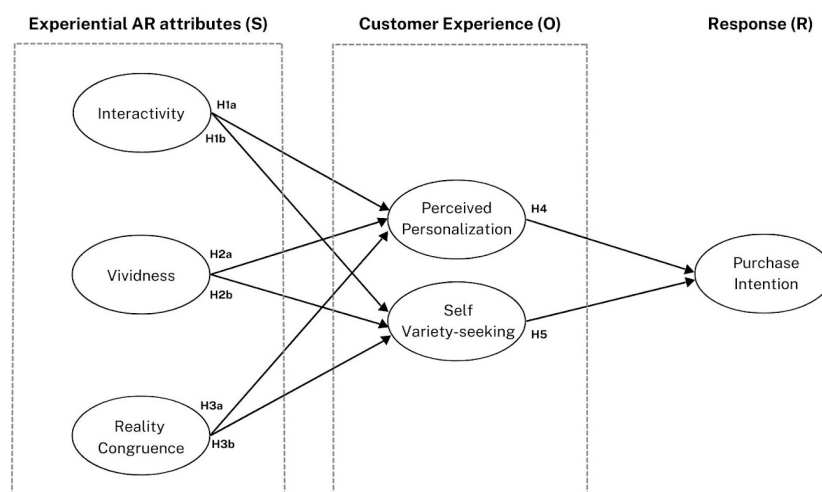 Experiential AR attributes (S)
Customer Experience (O)
Response (R)
Interactivity
H1a
H1b
Perceived
Personalization
H4
Vividness
H2a
H2b
Purchase
Intention
Self
Variety-seeking
H5
Reality
Congruence
H3a
H3b